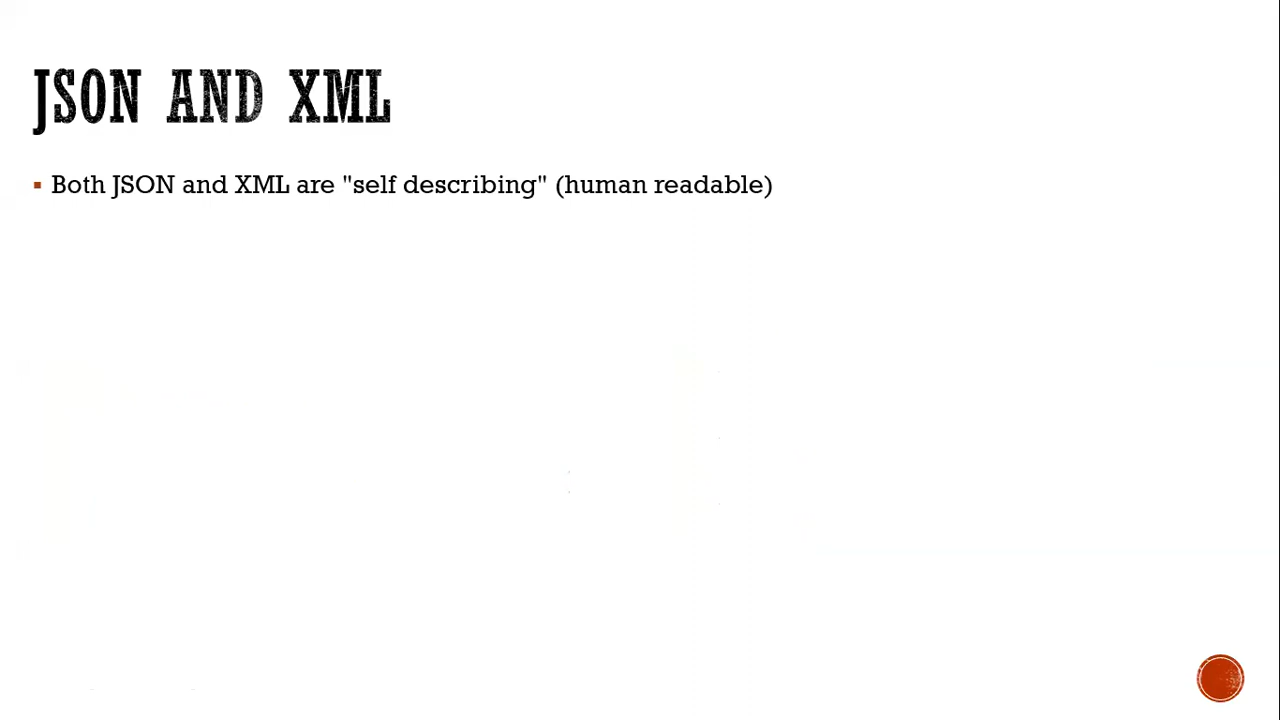 JSON AND XML
Both JSON and XML are "self describing" (human readable)